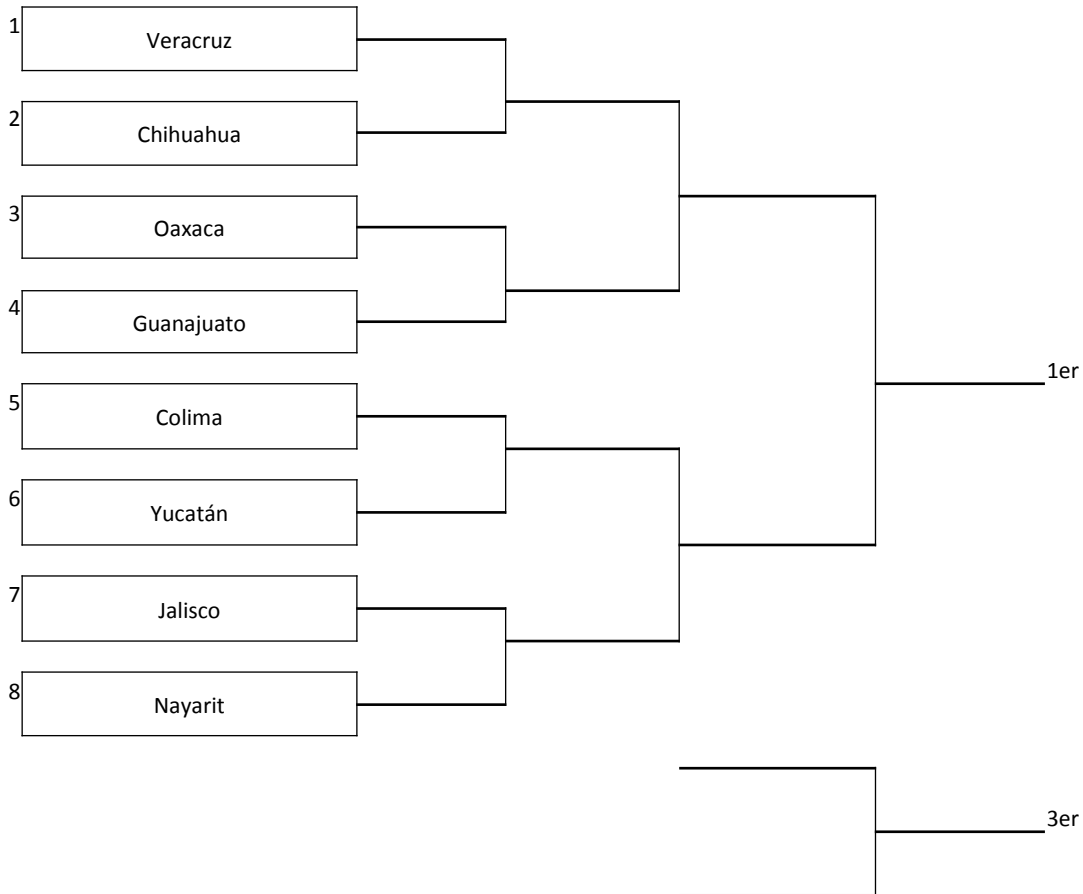 1
Veracruz
2
Chihuahua
3
Oaxaca
4
Guanajuato
5
Colima
6
Yucatán
7
Jalisco
8
Nayarit
1er
3er